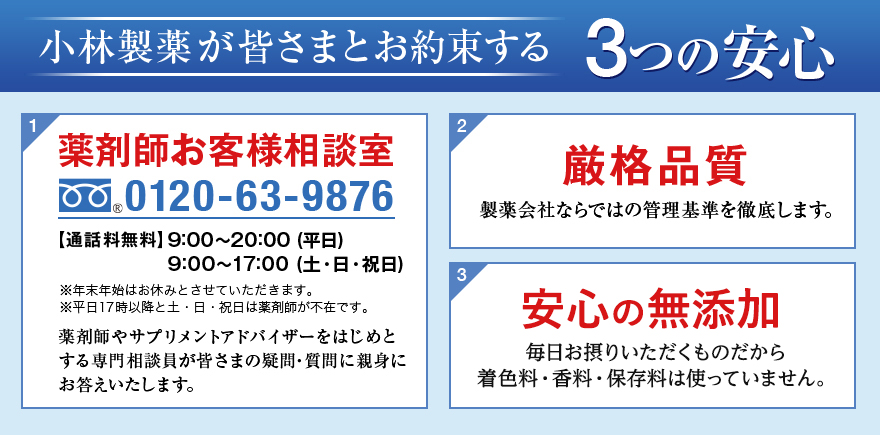 小林製薬が皆さまとお約束する 3つの安心
1
薬剤師お客様相談室
® 0120-63-9876
【通話料無料】9:00〜20:00 (平日)
9:00〜17:00 (土・日・祝日)
※年末年始はお休みとさせていただきます。
※平日17時以降と土・日・祝日は薬剤師が不在です。
薬剤師やサプリメントアドバイザーをはじめと
する専門相談員が皆さまの疑問・質問に親身に
お答えいたします。
2
厳格品質
製薬会社ならではの管理基準を徹底します。
3
安心の無添加
毎日お摂りいただくものだから
着色料・香料・保存料は使っていません。